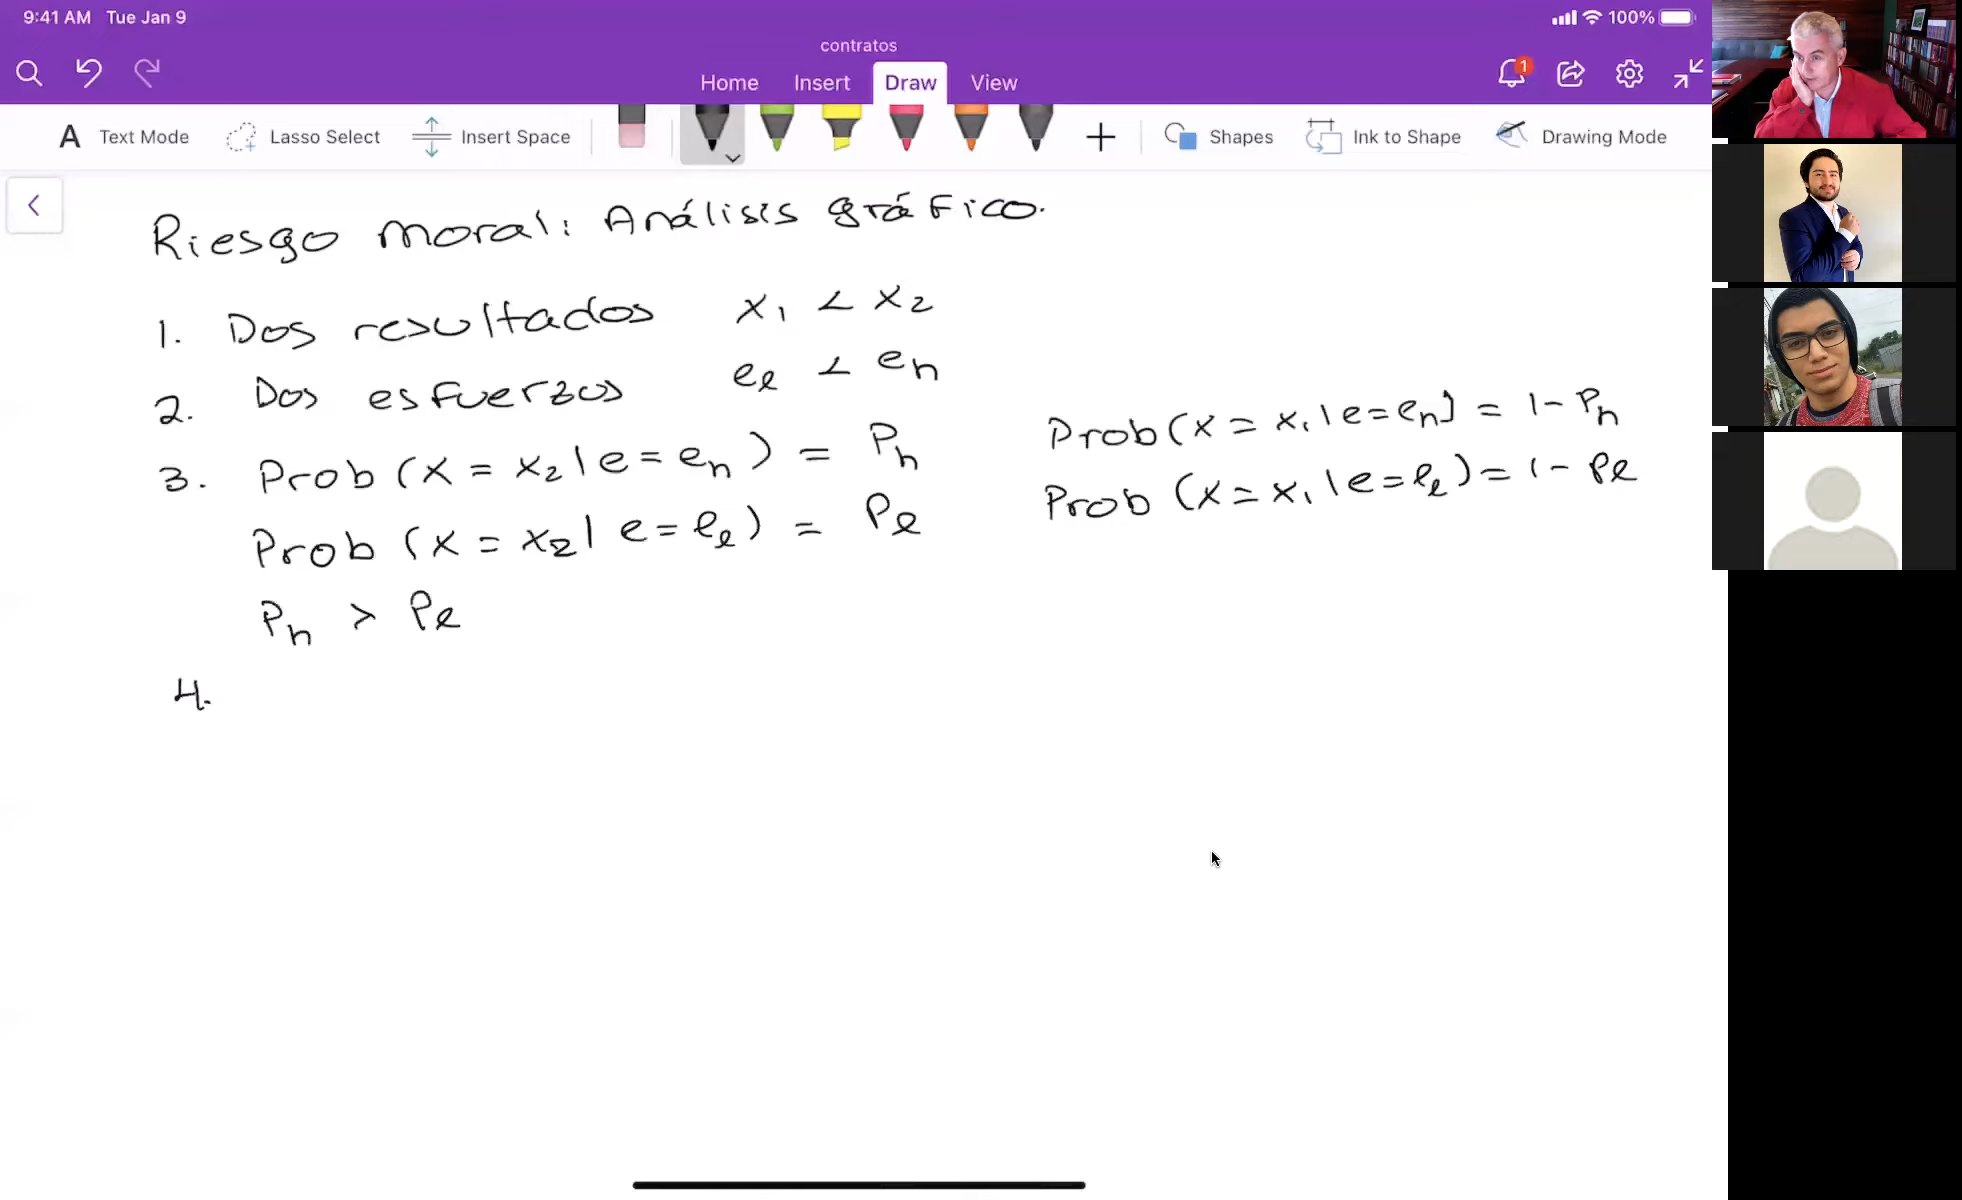 9:41 AM Tue Jan 9
100%
contratos
Home Insert Draw View
1
A Text Mode Lasso Select Insert Space Shapes Ink to Shape Drawing Mode
Riesgo moral: Análisis gráfico.
1. Dos resultados x₁ < x₂
2. Dos esfuerzos eₗ < eₕ
3. Prob (x = x₂ | e = eₕ) = Pₕ
Prob (x = x₂ | e = eₗ) = Pₗ
Pₕ > Pₗ
Prob (x = x₁ | e = eₕ] = 1 - Pₕ
Prob (x = x₁ | e = eₗ) = 1 - Pₗ
4.